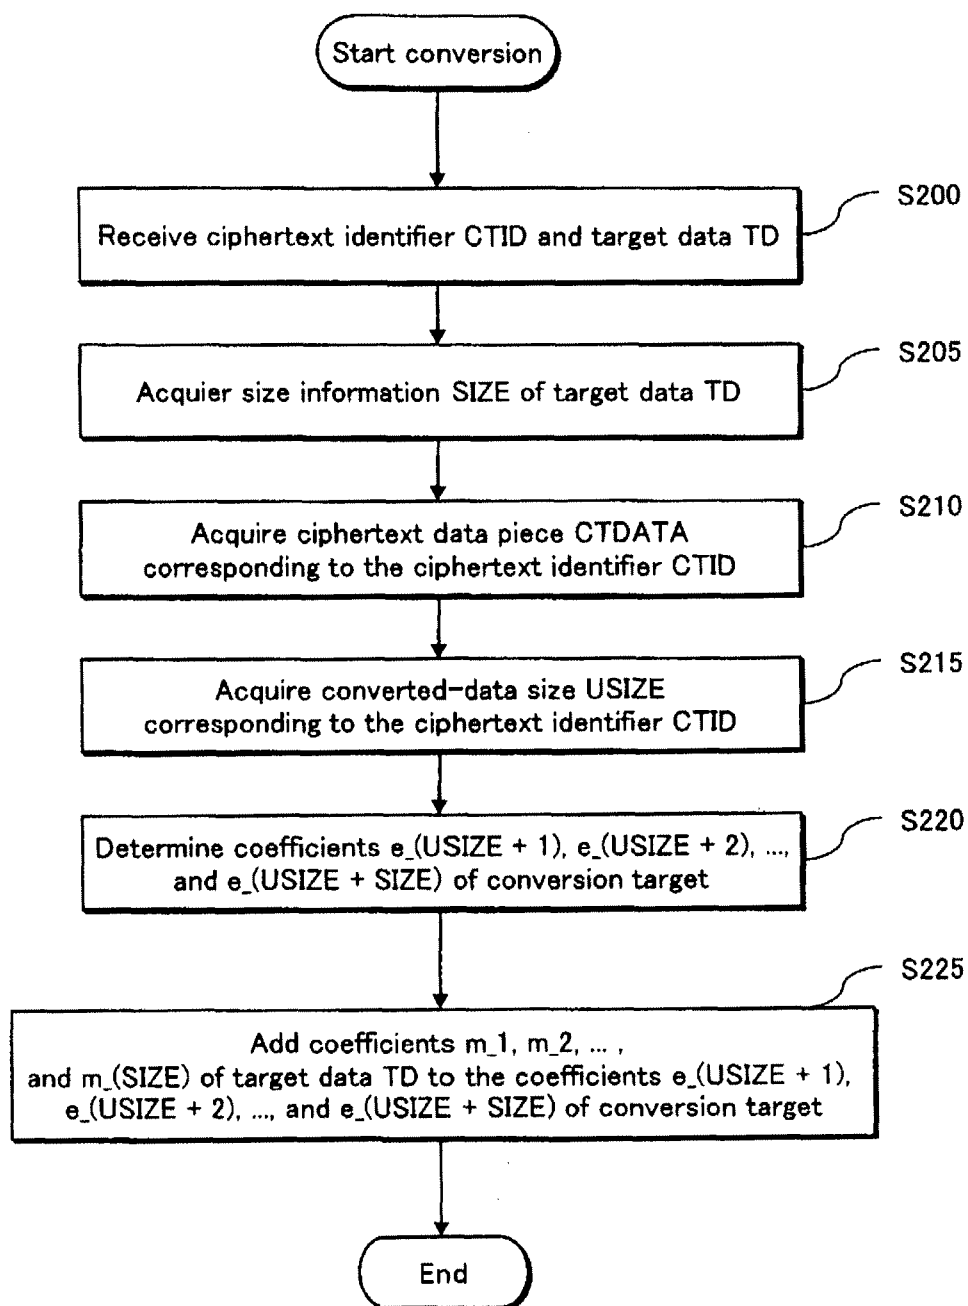 Start conversion
S200
Receive ciphertext identifier CTID and target data TD
S205
Acquier size information SIZE of target data TD
S210
Acquire ciphertext data piece CTDATA
corresponding to the ciphertext identifier CTID
S215
Acquire converted-data size USIZE
corresponding to the ciphertext identifier CTID
S220
Determine coefficients e_(USIZE + 1), e_(USIZE + 2), ...,
and e_(USIZE + SIZE) of conversion target
S225
Add coefficients m_1, m_2, ... ,
and m_(SIZE) of target data TD to the coefficients e_(USIZE + 1),
e_(USIZE + 2), ..., and e_(USIZE + SIZE) of conversion target
End